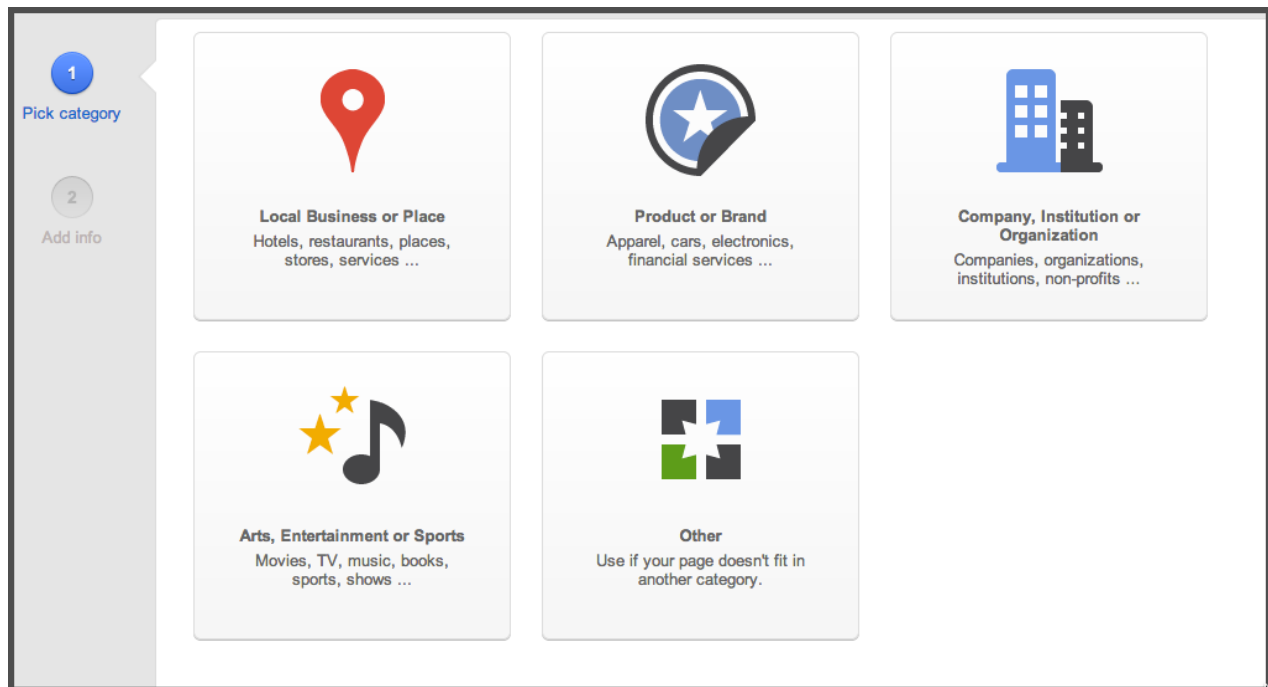 1
Pick category
2
Add info
Local Business or Place
Hotels, restaurants, places,
stores, services ...
Product or Brand
Apparel, cars, electronics,
financial services ...
Company, Institution or
Organization
Companies, organizations,
institutions, non-profits ...
Arts, Entertainment or Sports
Movies, TV, music, books,
sports, shows ...
Other
Use if your page doesn't fit in
another category.